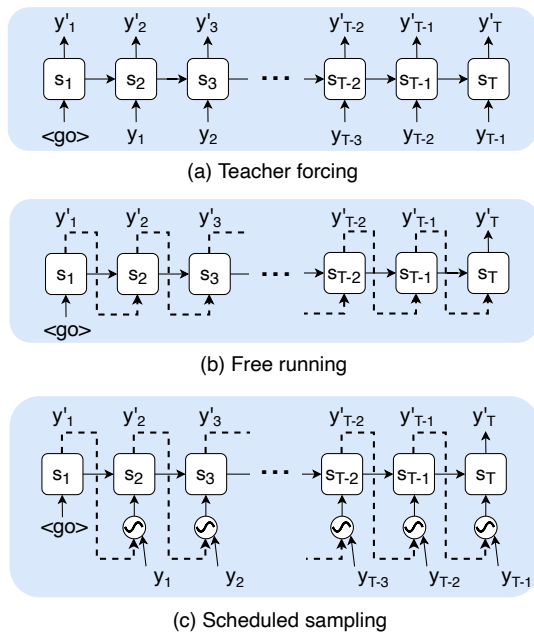 y'1 y'2 y'3 y'T-2 y'T-1 y'T
s1 s2 s3 ... sT-2 sT-1 sT
<go> y1 y2 yT-3 yT-2 yT-1
(a) Teacher forcing
y'1 y'2 y'3 y'T-2 y'T-1 y'T
s1 s2 s3 ... sT-2 sT-1 sT
<go>
(b) Free running
y'1 y'2 y'3 y'T-2 y'T-1 y'T
s1 s2 s3 ... sT-2 sT-1 sT
<go>
y1 y2 yT-3 yT-2 yT-1
(c) Scheduled sampling